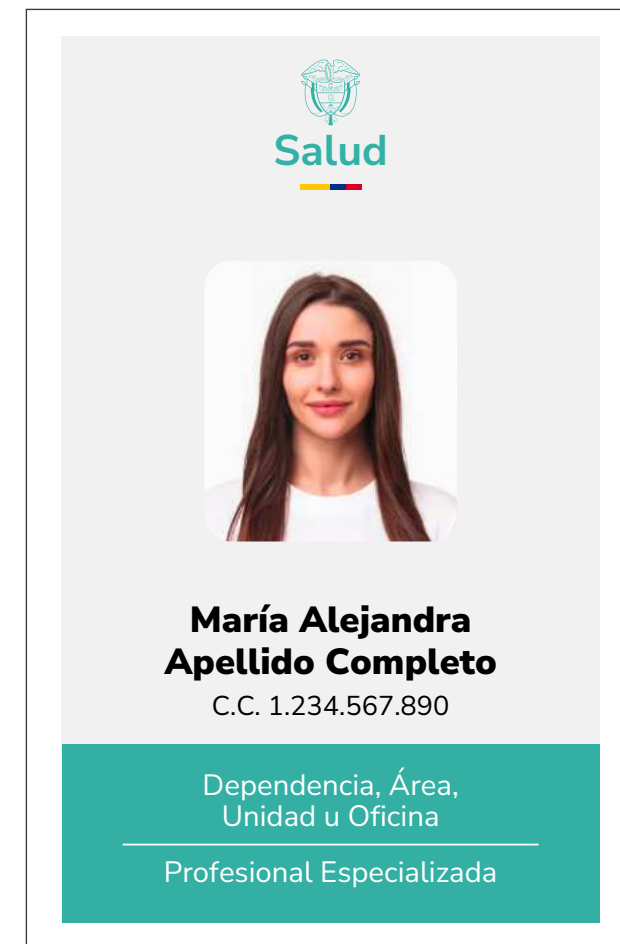 Salud
María Alejandra
Apellido Completo
C.C. 1.234.567.890
Dependencia, Área,
Unidad u Oficina
Profesional Especializada